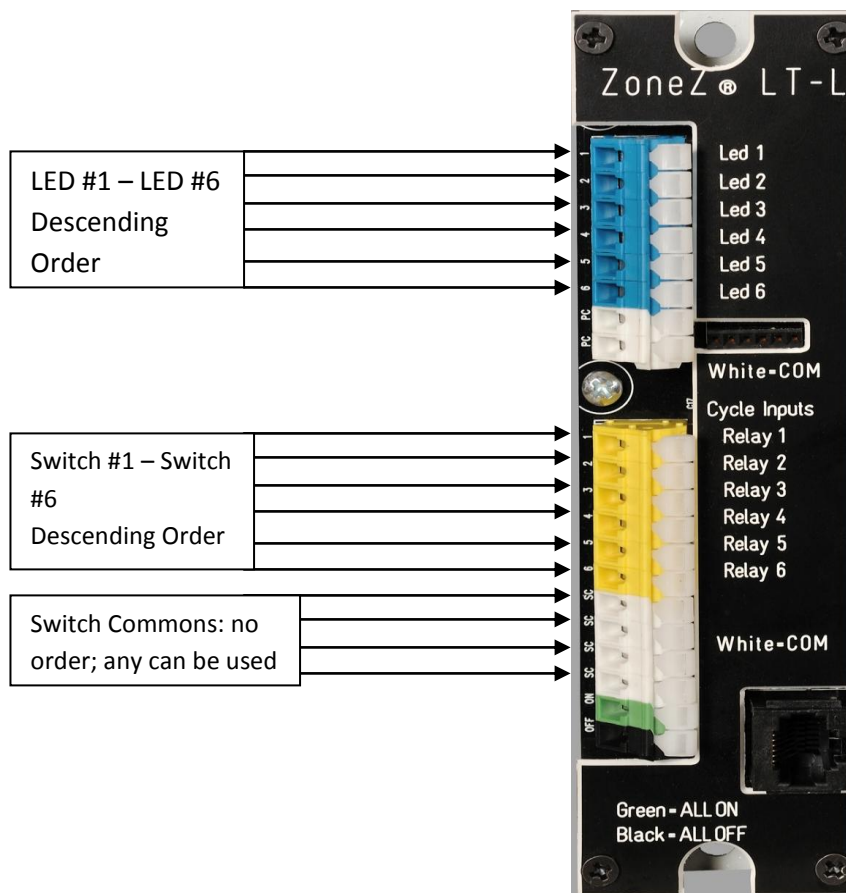 ZoneZ® LT-L
LED #1 – LED #6
Descending
Order
1
2
3
4
5
6
PC
PC
Led 1
Led 2
Led 3
Led 4
Led 5
Led 6
White=COM
C17
Cycle Inputs
Switch #1 – Switch
#6
Descending Order
1
2
3
4
5
6
Relay 1
Relay 2
Relay 3
Relay 4
Relay 5
Relay 6
Switch Commons: no
order; any can be used
SC
SC
SC
SC
ON
OFF
White=COM
Green=ALL ON
Black=ALL OFF